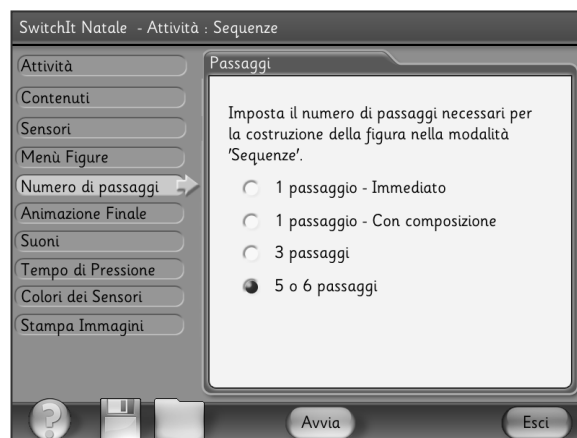 SwitchIt Natale - Attività : Sequenze
Attività
Contenuti
Sensori
Menù Figure
Numero di passaggi
Animazione Finale
Suoni
Tempo di Pressione
Colori dei Sensori
Stampa Immagini
Passaggi
Imposta il numero di passaggi necessari per
la costruzione della figura nella modalità
'Sequenze'.
1 passaggio - Immediato
1 passaggio - Con composizione
3 passaggi
5 o 6 passaggi
?
Avvia
Esci